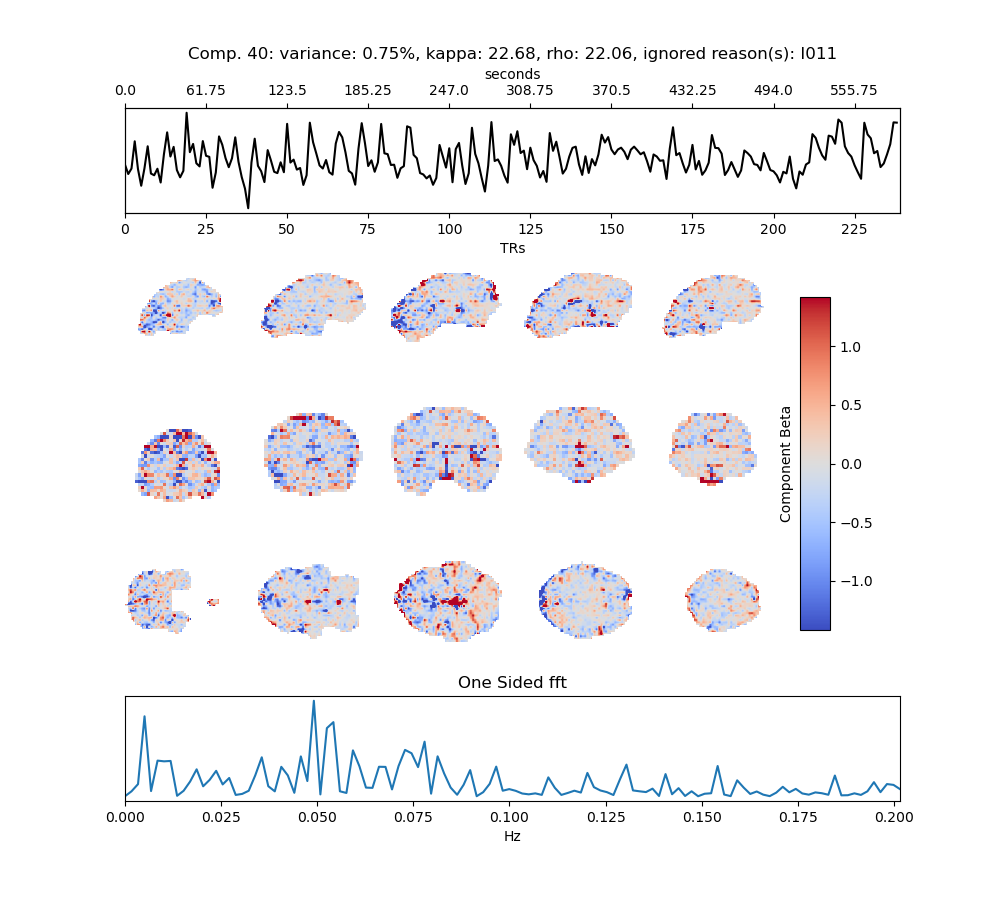 Comp. 40: variance: 0.75%, kappa: 22.68, rho: 22.06, ignored reason(s): I011
seconds
0.0 61.75 123.5 185.25 247.0 308.75 370.5 432.25 494.0 555.75
0 25 50 75 100 125 150 175 200 225
TRs
1.0
0.5
0.0
−0.5
−1.0
Component Beta
One Sided fft
0.000 0.025 0.050 0.075 0.100 0.125 0.150 0.175 0.200
Hz